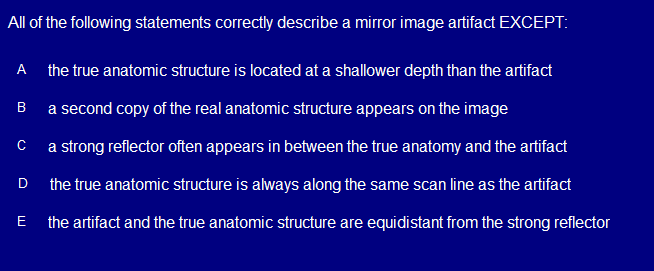 All of the following statements correctly describe a mirror image artifact EXCEPT:
A the true anatomic structure is located at a shallower depth than the artifact
B a second copy of the real anatomic structure appears on the image
C a strong reflector often appears in between the true anatomy and the artifact
D the true anatomic structure is always along the same scan line as the artifact
E the artifact and the true anatomic structure are equidistant from the strong reflector